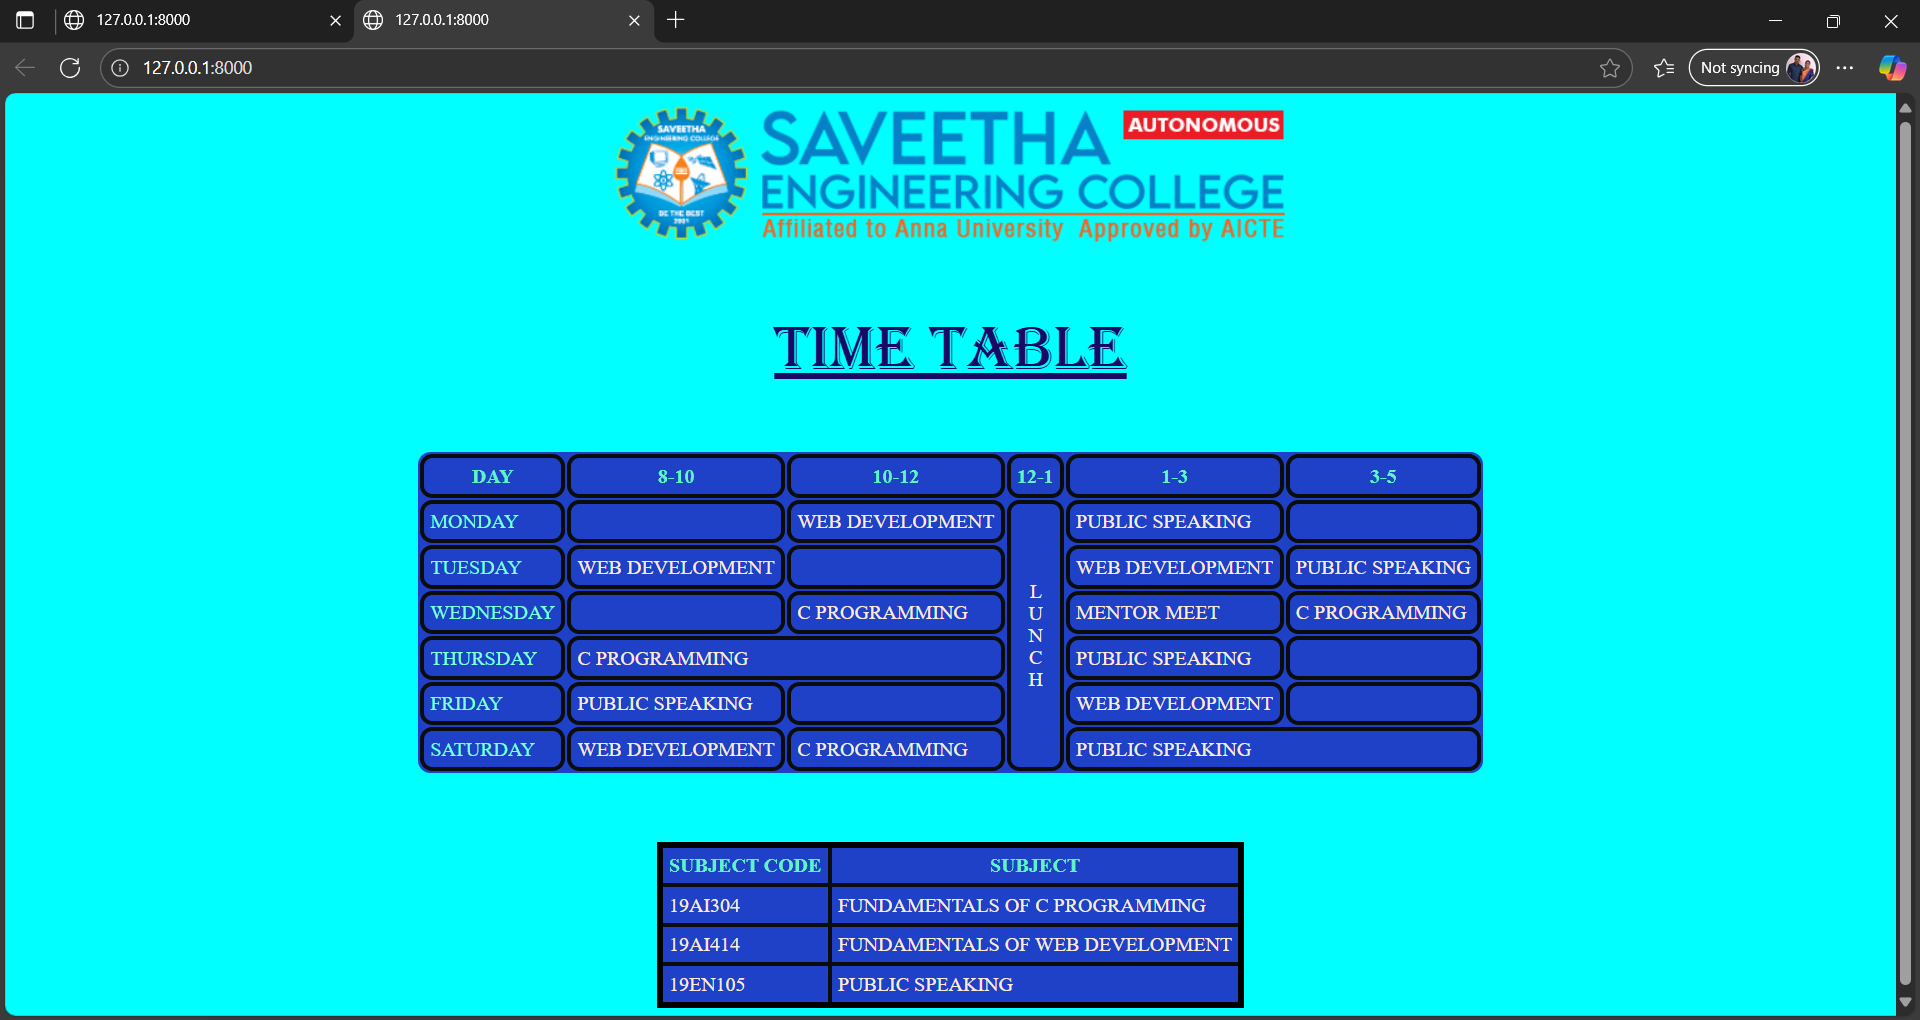 127.0.0.1:8000
127.0.0.1:8000
127.0.0.1:8000
Not syncing
SAVEETHA
ENGINEERING COLLEGE
BE THE BEST
2001
SAVEETHA AUTONOMOUS
ENGINEERING COLLEGE
Affiliated to Anna University Approved by AICTE
TIME TABLE
DAY 8-10 10-12 12-1 1-3 3-5
MONDAY WEB DEVELOPMENT PUBLIC SPEAKING
TUESDAY WEB DEVELOPMENT WEB DEVELOPMENT PUBLIC SPEAKING
WEDNESDAY C PROGRAMMING MENTOR MEET C PROGRAMMING
THURSDAY C PROGRAMMING PUBLIC SPEAKING
FRIDAY PUBLIC SPEAKING WEB DEVELOPMENT
SATURDAY WEB DEVELOPMENT C PROGRAMMING PUBLIC SPEAKING
L
U
N
C
H
SUBJECT CODE SUBJECT
19AI304 FUNDAMENTALS OF C PROGRAMMING
19AI414 FUNDAMENTALS OF WEB DEVELOPMENT
19EN105 PUBLIC SPEAKING